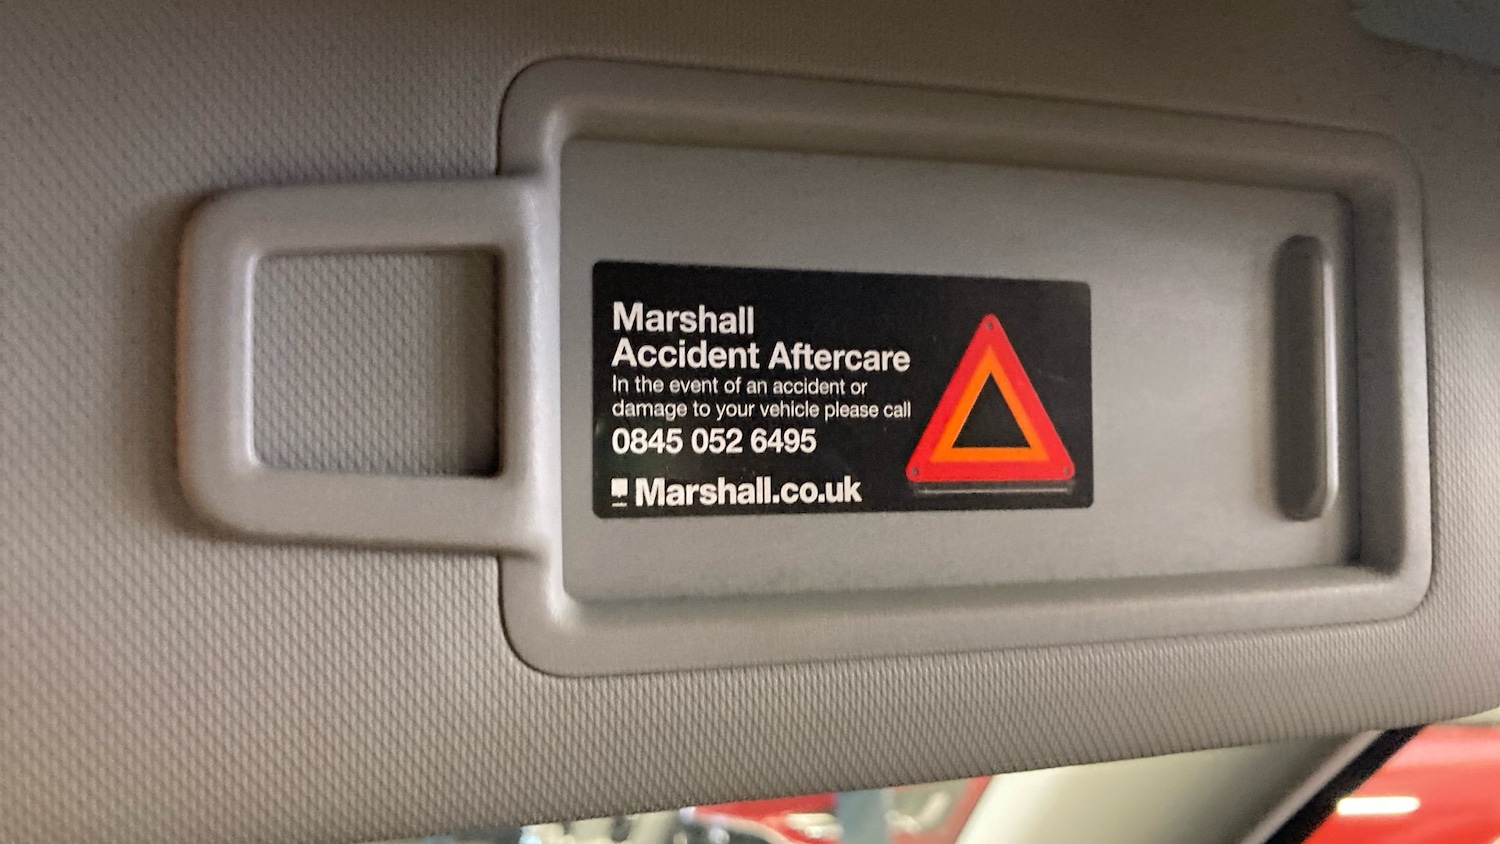 Marshall
Accident Aftercare
In the event of an accident or
damage to your vehicle please call
0845 052 6495
Marshall.co.uk